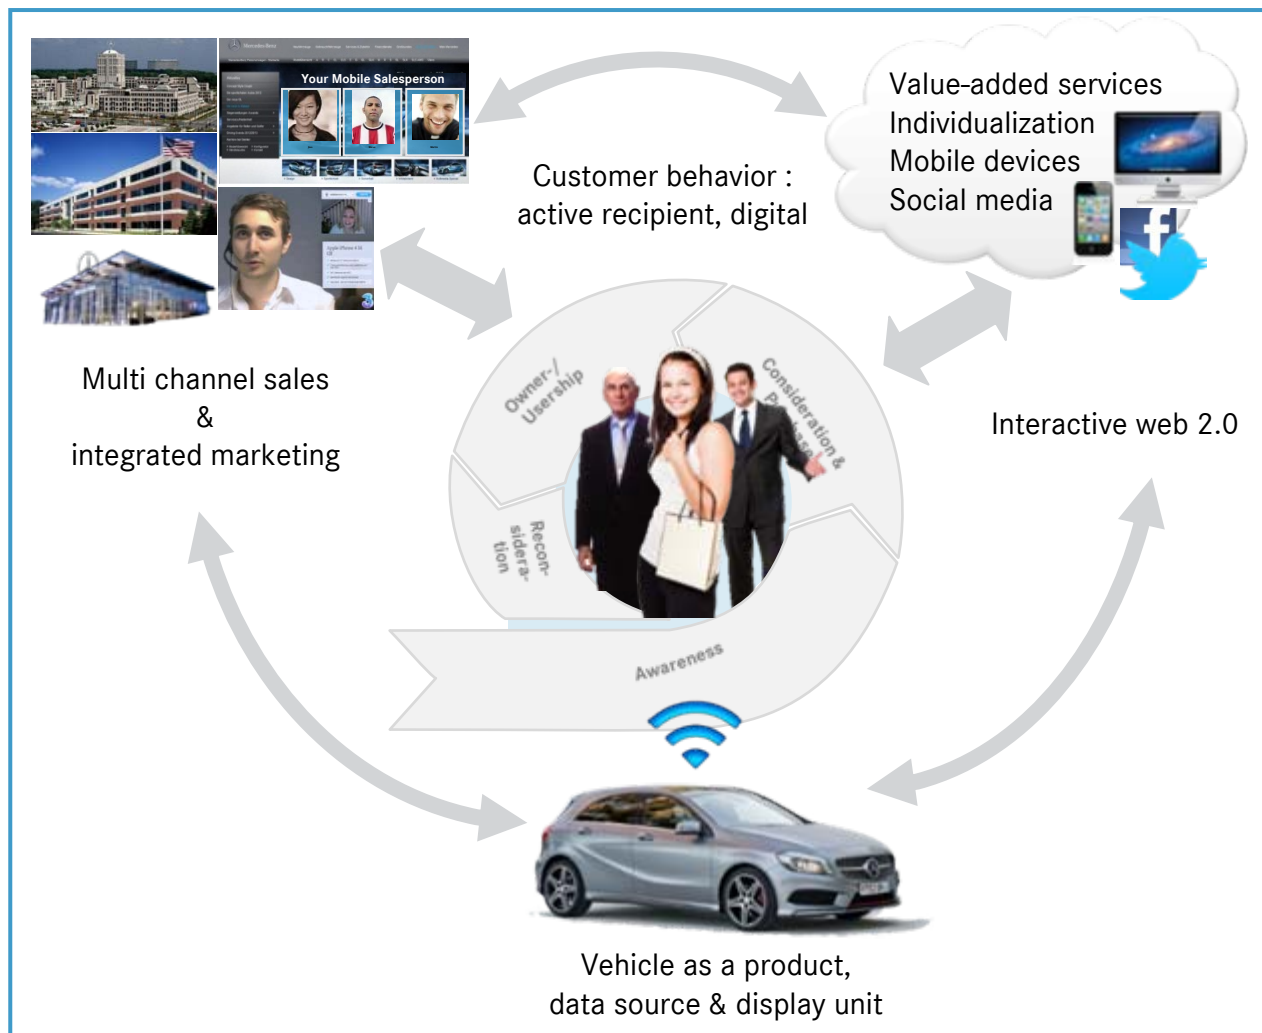 Mercedes-Benz
Your Mobile Salesperson
Value-added services
Individualization
Mobile devices
Social media
Customer behavior :
active recipient, digital
Multi channel sales
&
integrated marketing
Interactive web 2.0
Owner-/
Usership
Consideration &
Recon-
sidera-
tion
Awareness
Vehicle as a product,
data source & display unit